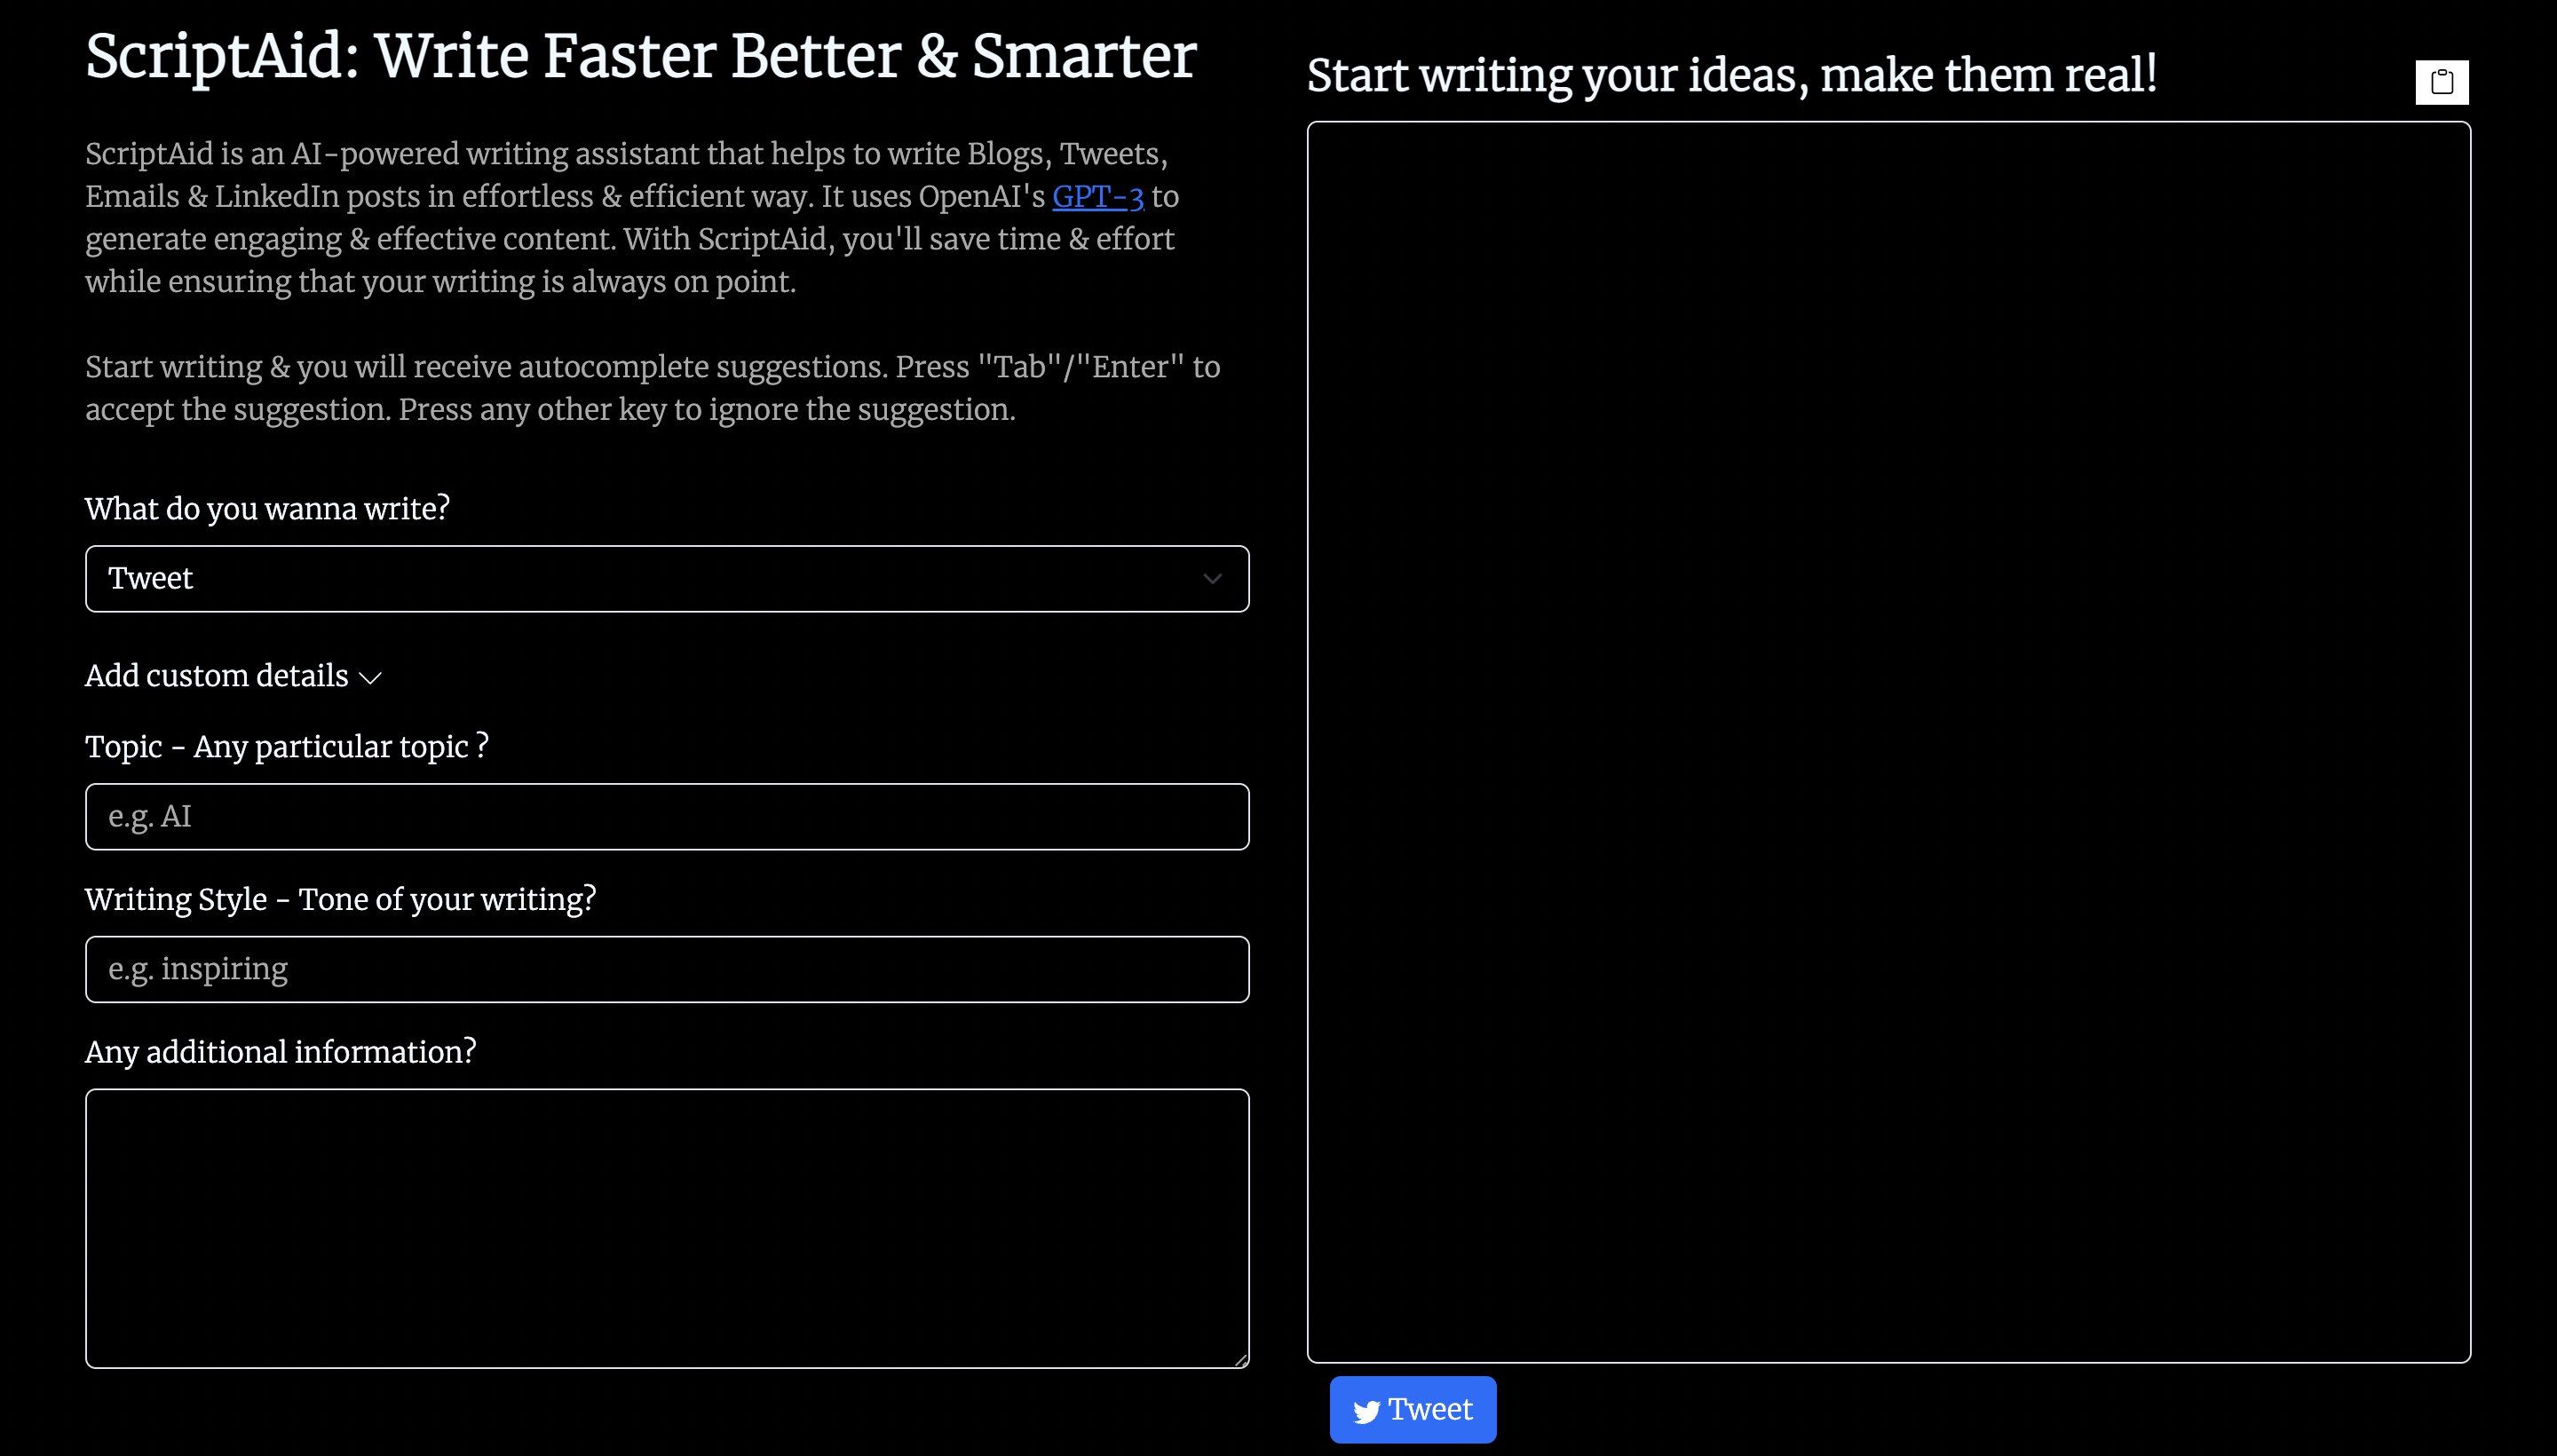 ScriptAid: Write Faster Better & Smarter
ScriptAid is an AI-powered writing assistant that helps to write Blogs, Tweets,
Emails & LinkedIn posts in effortless & efficient way. It uses OpenAI's GPT-3 to
generate engaging & effective content. With ScriptAid, you'll save time & effort
while ensuring that your writing is always on point.
Start writing & you will receive autocomplete suggestions. Press "Tab"/"Enter" to
accept the suggestion. Press any other key to ignore the suggestion.
What do you wanna write?
Tweet
Add custom details
Topic - Any particular topic ?
e.g. AI
Writing Style - Tone of your writing?
e.g. inspiring
Any additional information?
Start writing your ideas, make them real!
Tweet